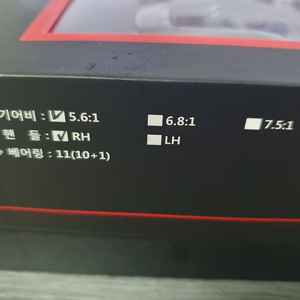 기어비 : ☑ 5.6:1 ☐ 6.8:1 ☐ 7.5:1
핸 들 : ☑ RH ☐ LH
베어링 : 11(10+1)